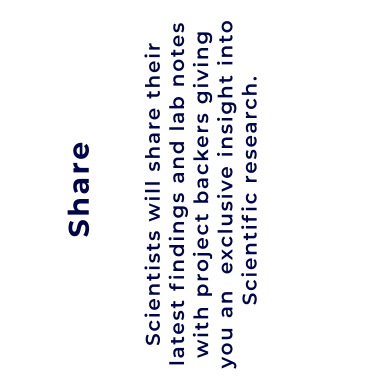 Share
Scientists will share their
latest findings and lab notes
with project backers giving
you an  exclusive insight into
Scientific research.